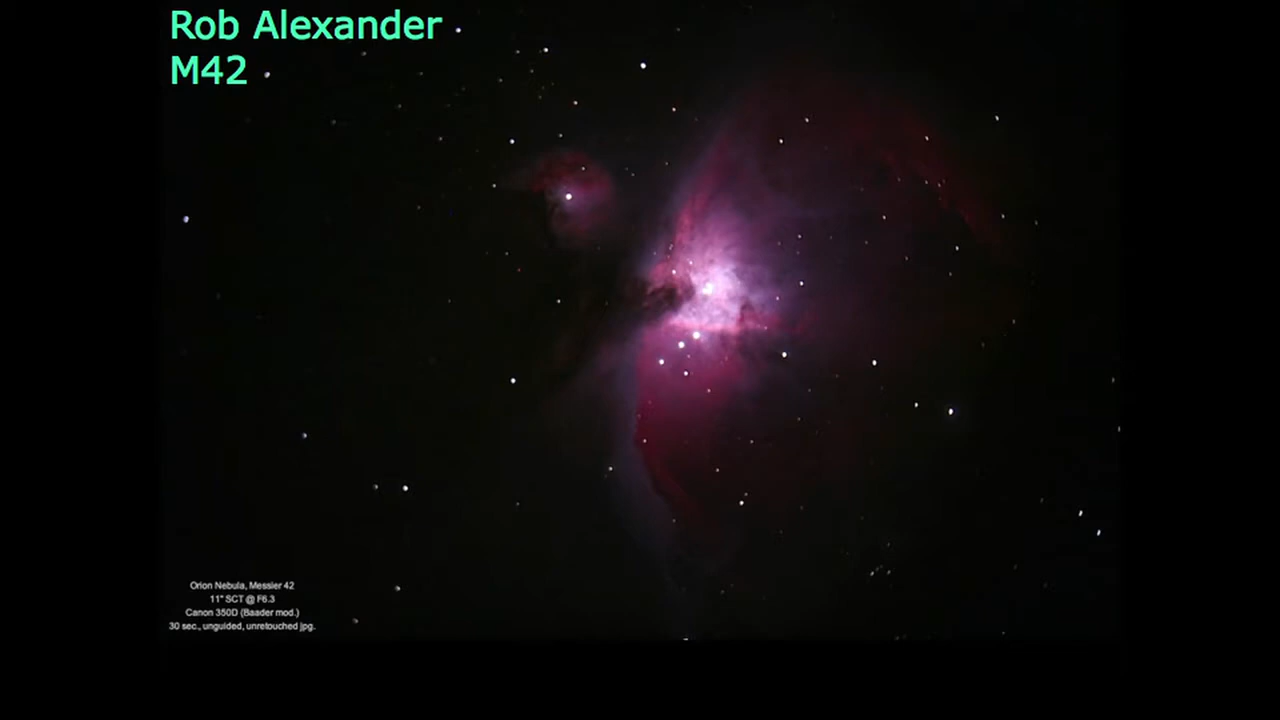 Rob Alexander
M42
Orion Nebula, Messier 42
11" SCT @ F6.3
Canon 350D (Baader mod.)
30 sec., unguided, unretouched jpg.